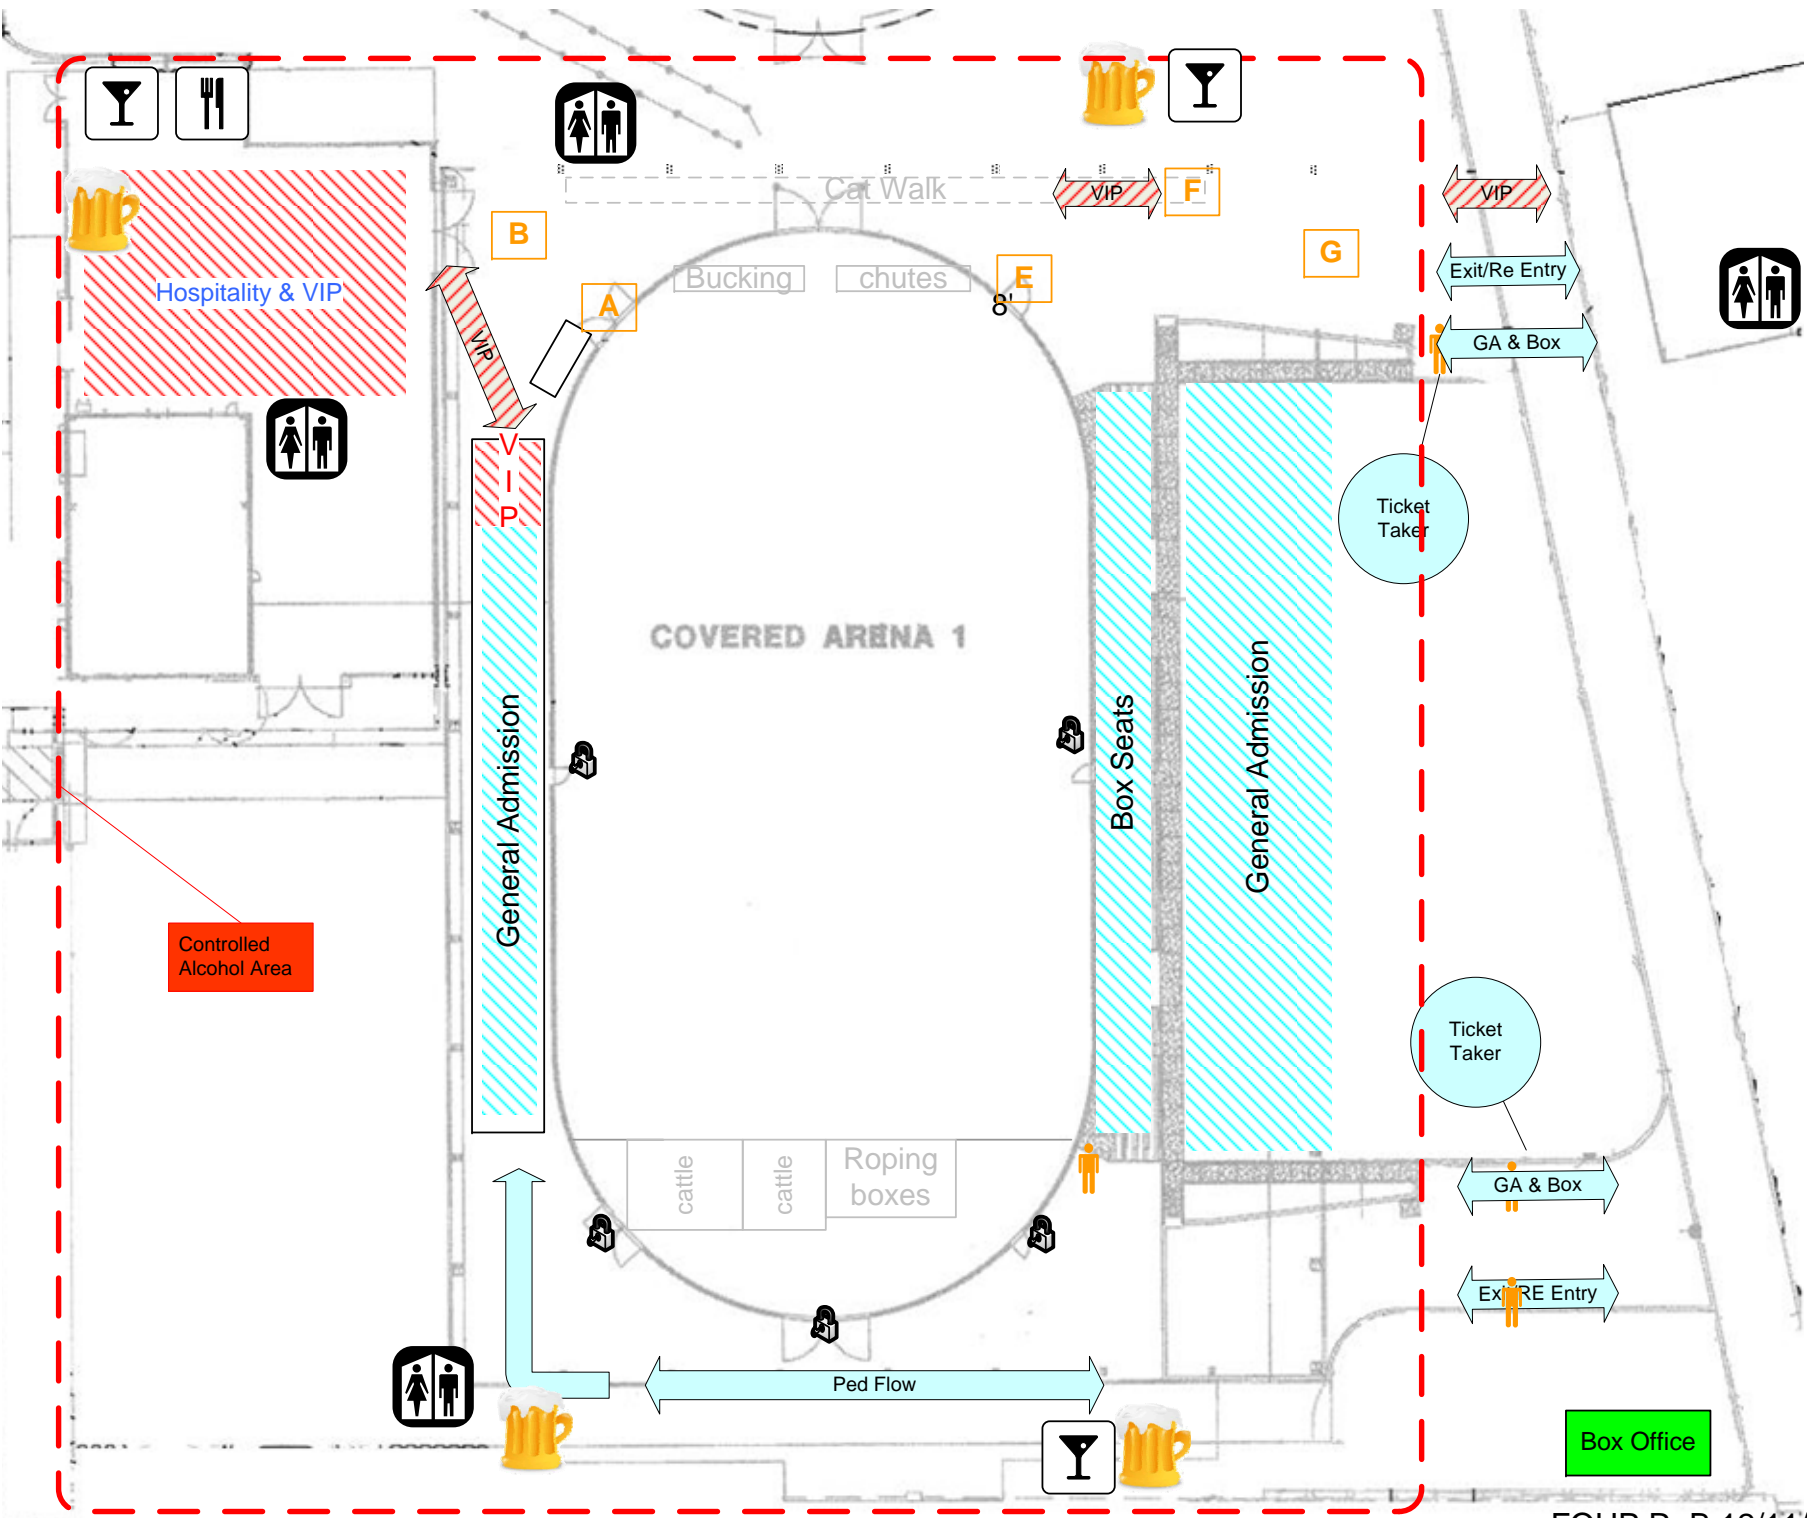 Cat Walk
VIP
F
VIP
B
G
Exit/Re Entry
Bucking
chutes
E
8'
Hospitality & VIP
A
VIP
GA & Box
V
I
P
Ticket
Taker
COVERED ARENA 1
General Admission
Box Seats
General Admission
Controlled
Alcohol Area
Ticket
Taker
cattle
cattle
Roping
boxes
GA & Box
Exit/RE Entry
Ped Flow
Box Office